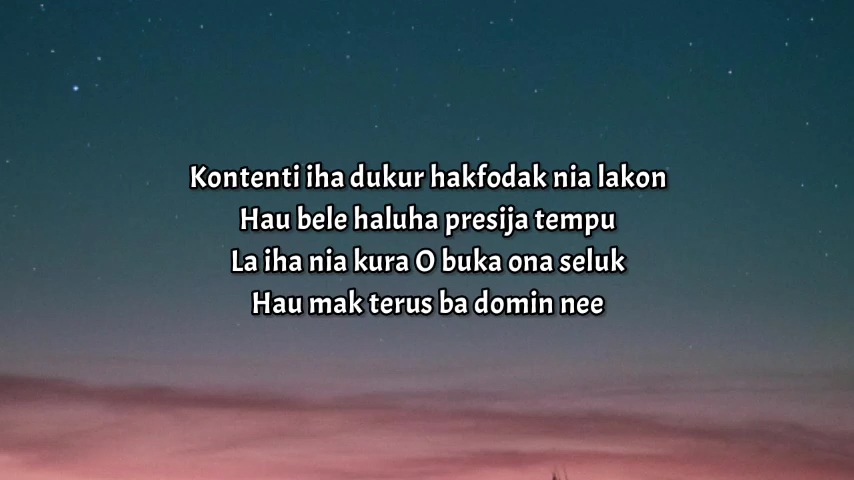 Kontenti iha dukur hakfodak nia lakon
Hau bele haluha presija tempu
La iha nia kura O buka ona seluk
Hau mak terus ba domin nee